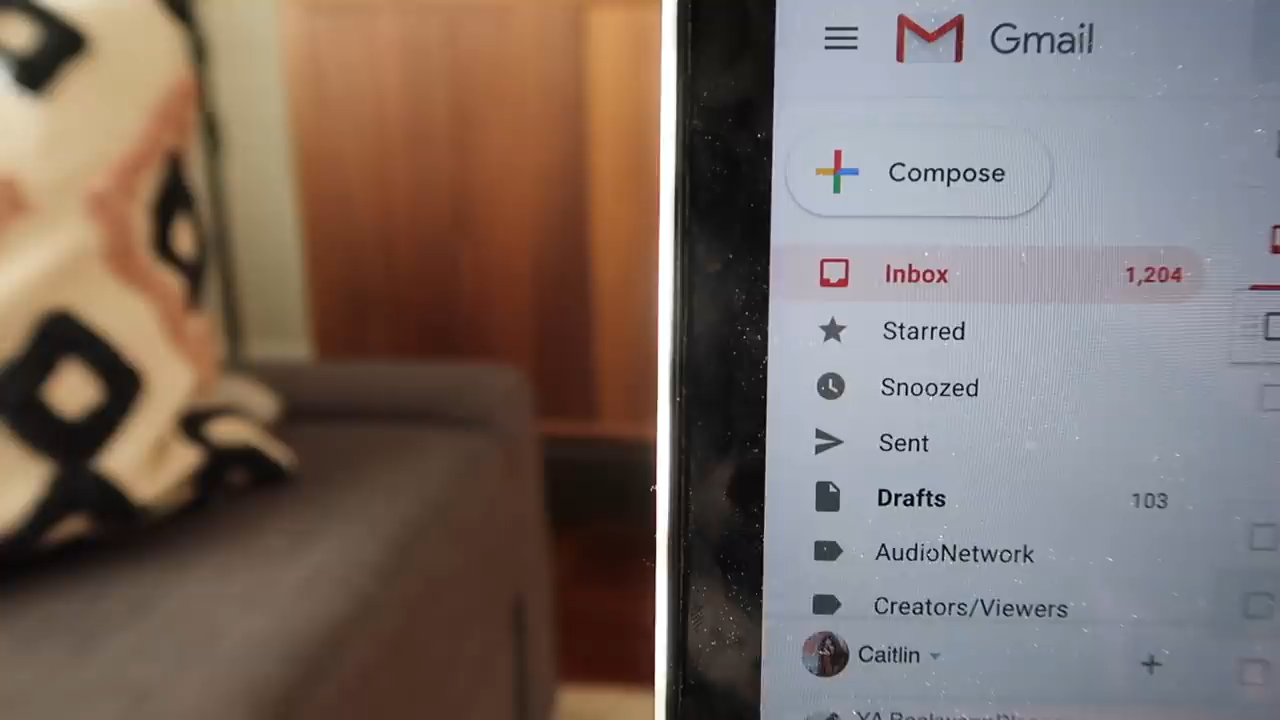 Gmail
Compose
Inbox 1,204
Starred
Snoozed
Sent
Drafts 103
AudioNetwork
Creators/Viewers
Caitlin